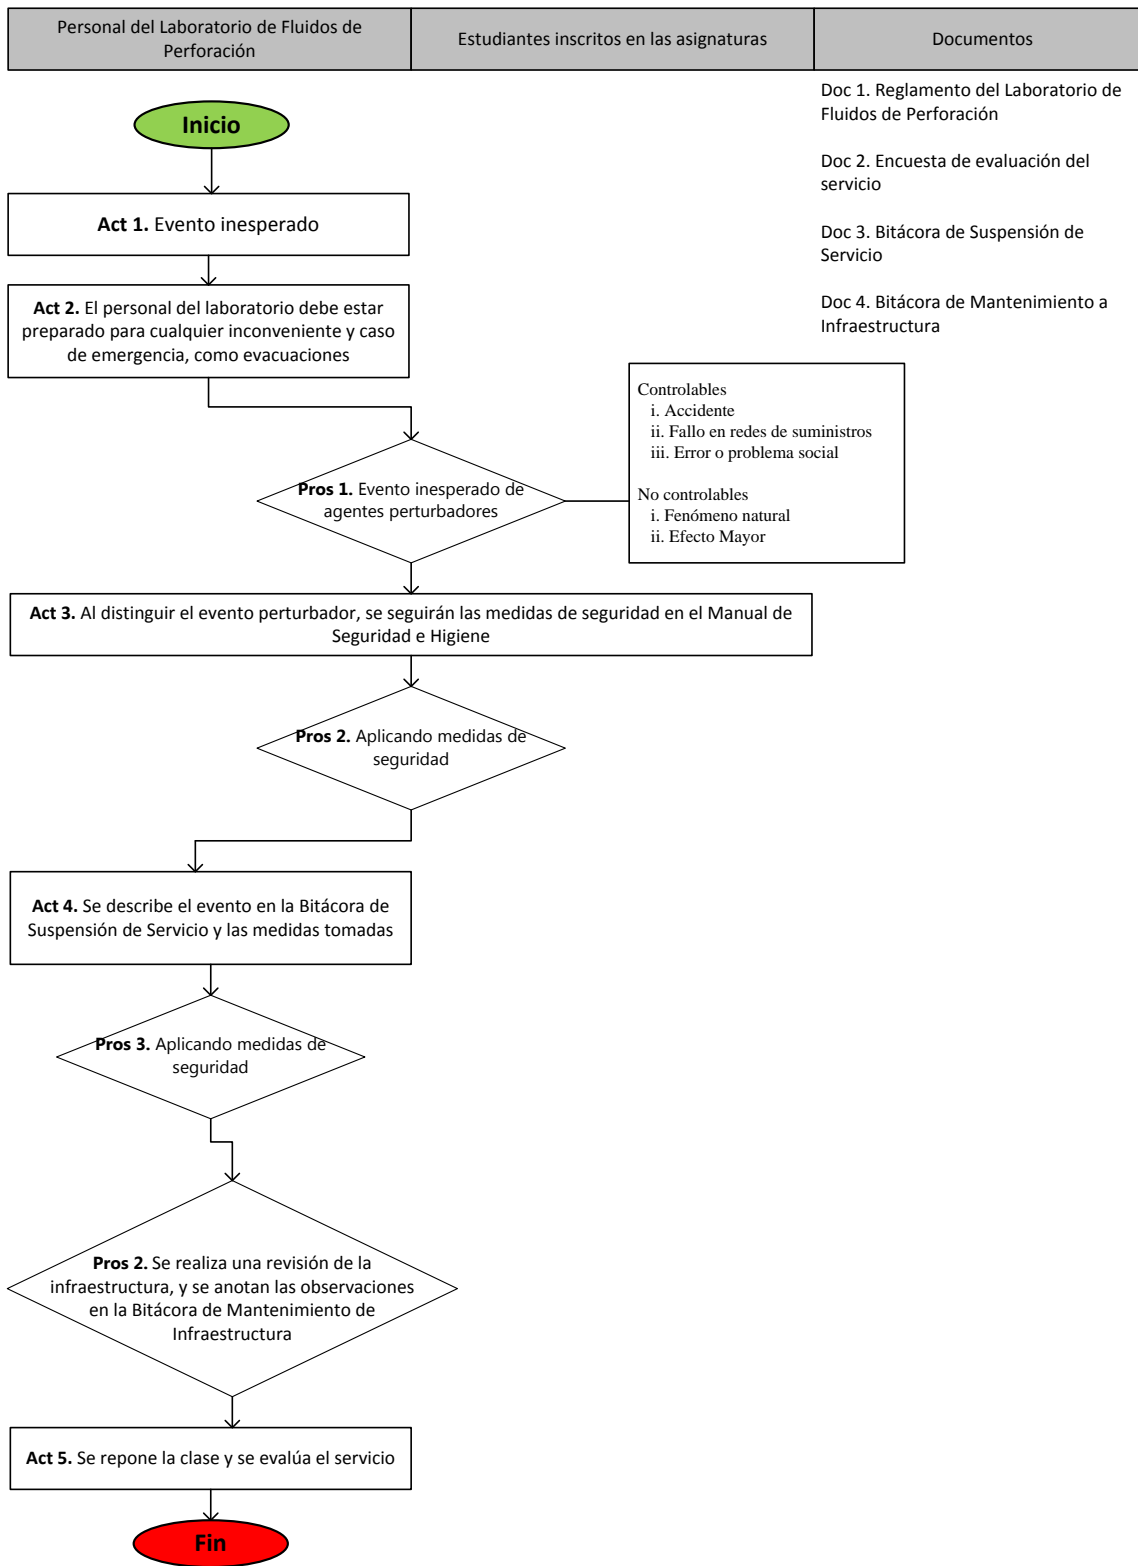 Personal del Laboratorio de Fluidos de
Perforación
Estudiantes inscritos en las asignaturas
Documentos
Doc 1. Reglamento del Laboratorio de
Fluidos de Perforación
Doc 2. Encuesta de evaluación del
servicio
Doc 3. Bitácora de Suspensión de
Servicio
Doc 4. Bitácora de Mantenimiento a
Infraestructura
Inicio
Act 1. Evento inesperado
Act 2. El personal del laboratorio debe estar
preparado para cualquier inconveniente y caso
de emergencia, como evacuaciones
Controlables
i. Accidente
ii. Fallo en redes de suministros
iii. Error o problema social
No controlables
i. Fenómeno natural
ii. Efecto Mayor
Pros 1. Evento inesperado de
agentes perturbadores
Act 3. Al distinguir el evento perturbador, se seguirán las medidas de seguridad en el Manual de
Seguridad e Higiene
Pros 2. Aplicando medidas de
seguridad
Act 4. Se describe el evento en la Bitácora de
Suspensión de Servicio y las medidas tomadas
Pros 3. Aplicando medidas de
seguridad
Pros 2. Se realiza una revisión de la
infraestructura, y se anotan las observaciones
en la Bitácora de Mantenimiento de
Infraestructura
Act 5. Se repone la clase y se evalúa el servicio
Fin